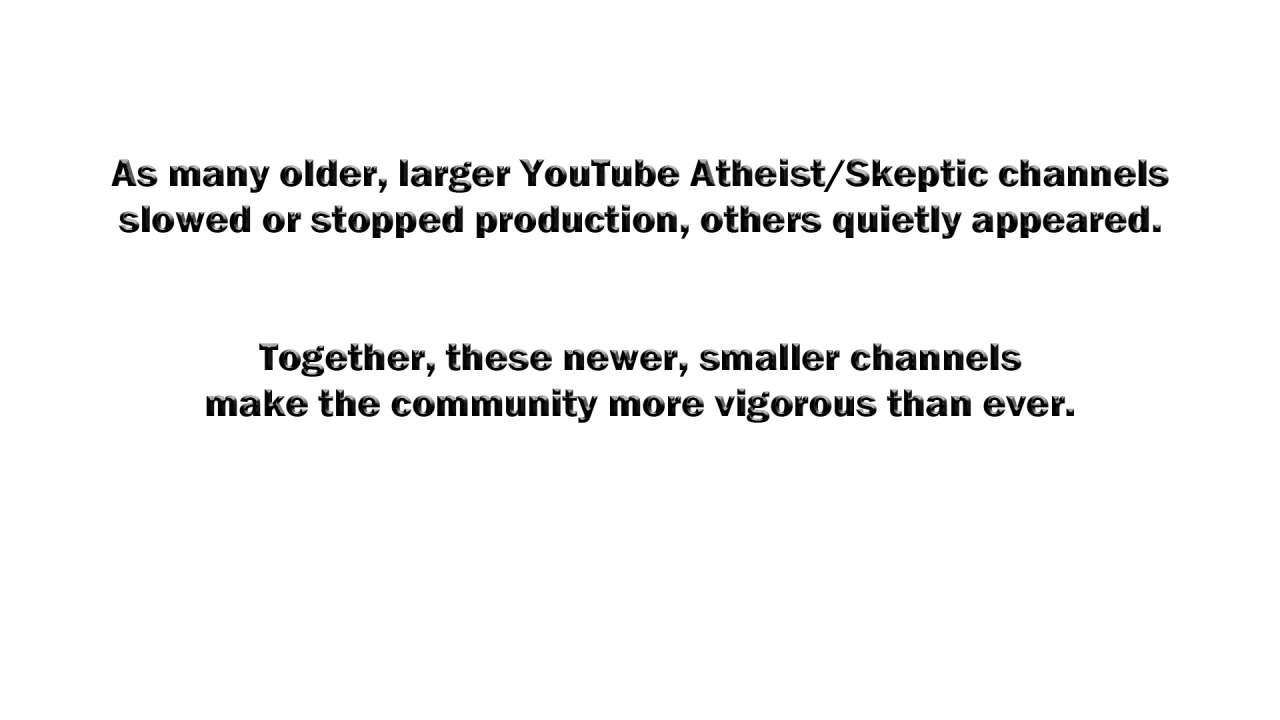 As many older, larger YouTube Atheist/Skeptic channels
slowed or stopped production, others quietly appeared.
Together, these newer, smaller channels
make the community more vigorous than ever.